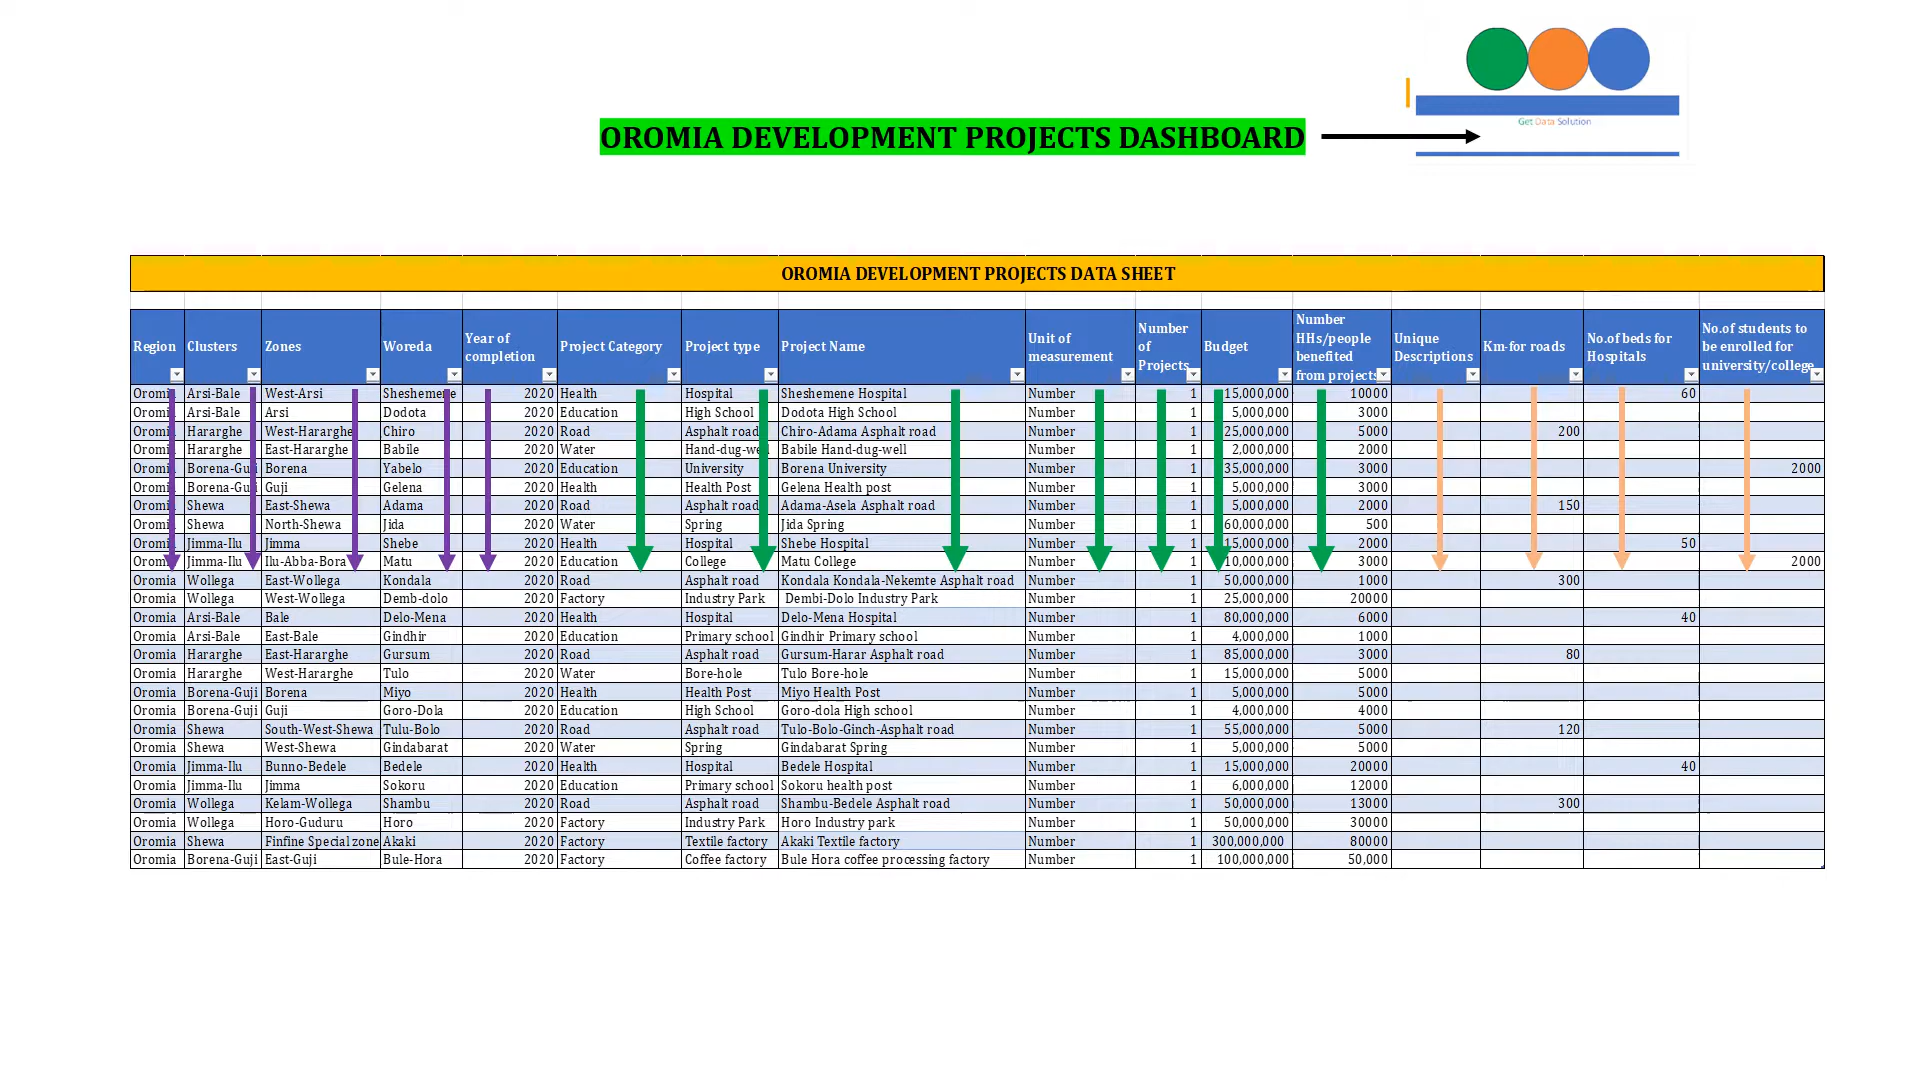 Get Data Solution
OROMIA DEVELOPMENT PROJECTS DASHBOARD
OROMIA DEVELOPMENT PROJECTS DATA SHEET
Region Clusters Zones Woreda Year of completion Project Category Project type Project Name Unit of measurement Number of Projects Budget Number HHs/people benefited from projects Unique Descriptions Km-for roads No.of beds for Hospitals No.of students to be enrolled for university/college
Oromia Arsi-Bale West-Arsi Sheshemene 2020 Health Hospital Sheshemene Hospital Number 1 15,000,000 10000 60
Oromia Arsi-Bale Arsi Dodota 2020 Education High School Dodota High School Number 1 5,000,000 3000
Oromia Hararghe West-Hararghe Chiro 2020 Road Asphalt road Chiro-Adama Asphalt road Number 1 25,000,000 5000 200
Oromia Hararghe East-Hararghe Babile 2020 Water Hand-dug-well Babile Hand-dug-well Number 1 2,000,000 2000
Oromia Borena-Guji Borena Yabelo 2020 Education University Borena University Number 1 35,000,000 3000 2000
Oromia Borena-Guji Guji Gelena 2020 Health Health Post Gelena Health post Number 1 5,000,000 3000
Oromia Shewa East-Shewa Adama 2020 Road Asphalt road Adama-Asela Asphalt road Number 1 5,000,000 2000 150
Oromia Shewa North-Shewa Jida 2020 Water Spring Jida Spring Number 1 60,000,000 500
Oromia Jimma-Ilu Jimma Shebe 2020 Health Hospital Shebe Hospital Number 1 15,000,000 2000 50
Oromia Jimma-Ilu Ilu-Abba-Bora Matu 2020 Education College Matu College Number 1 10,000,000 3000 2000
Oromia Wollega East-Wollega Kondala 2020 Road Asphalt road Kondala Kondala-Nekemte Asphalt road Number 1 50,000,000 1000 300
Oromia Wollega West-Wollega Demb-dolo 2020 Factory Industry Park Dembi-Dolo Industry Park Number 1 25,000,000 20000
Oromia Arsi-Bale Bale Delo-Mena 2020 Health Hospital Delo-Mena Hospital Number 1 80,000,000 6000 40
Oromia Arsi-Bale East-Bale Gindhir 2020 Education Primary school Gindhir Primary school Number 1 4,000,000 1000
Oromia Hararghe East-Hararghe Gursum 2020 Road Asphalt road Gursum-Harar Asphalt road Number 1 85,000,000 3000 80
Oromia Hararghe West-Hararghe Tulo 2020 Water Bore-hole Tulo Bore-hole Number 1 15,000,000 5000
Oromia Borena-Guji Borena Miyo 2020 Health Health Post Miyo Health Post Number 1 5,000,000 5000
Oromia Borena-Guji Guji Goro-Dola 2020 Education High School Goro-dola High school Number 1 4,000,000 4000
Oromia Shewa South-West-Shewa Tulu-Bolo 2020 Road Asphalt road Tulo-Bolo-Ginch-Asphalt road Number 1 55,000,000 5000 120
Oromia Shewa West-Shewa Gindabarat 2020 Water Spring Gindabarat Spring Number 1 5,000,000 5000
Oromia Jimma-Ilu Bunno-Bedele Bedele 2020 Health Hospital Bedele Hospital Number 1 15,000,000 20000 40
Oromia Jimma-Ilu Jimma Sokoru 2020 Education Primary school Sokoru health post Number 1 6,000,000 12000
Oromia Wollega Kelam-Wollega Shambu 2020 Road Asphalt road Shambu-Bedele Asphalt road Number 1 50,000,000 13000 300
Oromia Wollega Horo-Guduru Horo 2020 Factory Industry Park Horo Industry park Number 1 50,000,000 30000
Oromia Shewa Finfine Special zone Akaki 2020 Factory Textile factory Akaki Textile factory Number 1 300,000,000 80000
Oromia Borena-Guji East-Guji Bule-Hora 2020 Factory Coffee factory Bule Hora coffee processing factory Number 1 100,000,000 50,000